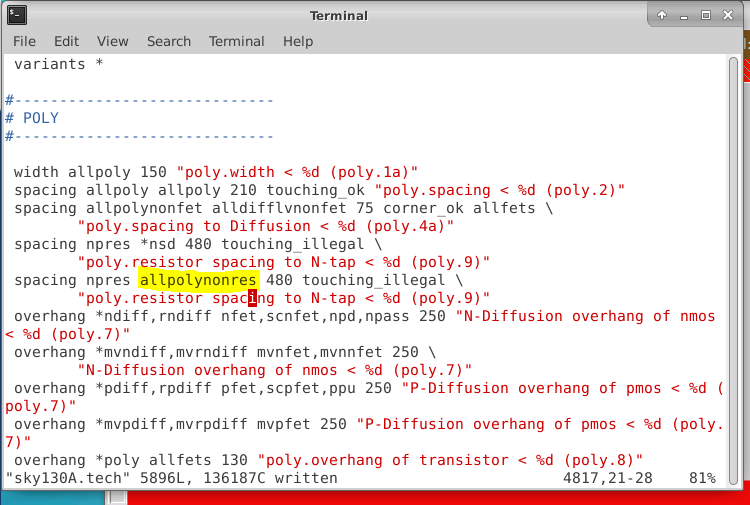 Terminal
File Edit View Search Terminal Help
variants *
#-----------------------------
# POLY
#-----------------------------
width allpoly 150 "poly.width < %d (poly.1a)"
spacing allpoly allpoly 210 touching_ok "poly.spacing < %d (poly.2)"
spacing allpolynonfet alldifflvnonfet 75 corner_ok allfets \
"poly.spacing to Diffusion < %d (poly.4a)"
spacing npres *nsd 480 touching_illegal \
"poly.resistor spacing to N-tap < %d (poly.9)"
spacing npres allpolynonres 480 touching_illegal \
"poly.resistor spacing to N-tap < %d (poly.9)"
overhang *ndiff,rndiff nfet,scnfet,npd,npass 250 "N-Diffusion overhang of nmos
< %d (poly.7)"
overhang *mvndiff,mvrndiff mvnfet,mvnnfet 250 \
"N-Diffusion overhang of nmos < %d (poly.7)"
overhang *pdiff,rpdiff pfet,scpfet,ppu 250 "P-Diffusion overhang of pmos < %d (
poly.7)"
overhang *mvpdiff,mvrpdiff mvpfet 250 "P-Diffusion overhang of pmos < %d (poly.
7)"
overhang *poly allfets 130 "poly.overhang of transistor < %d (poly.8)"
"sky130A.tech" 5896L, 136187C written 4817,21-28 81%